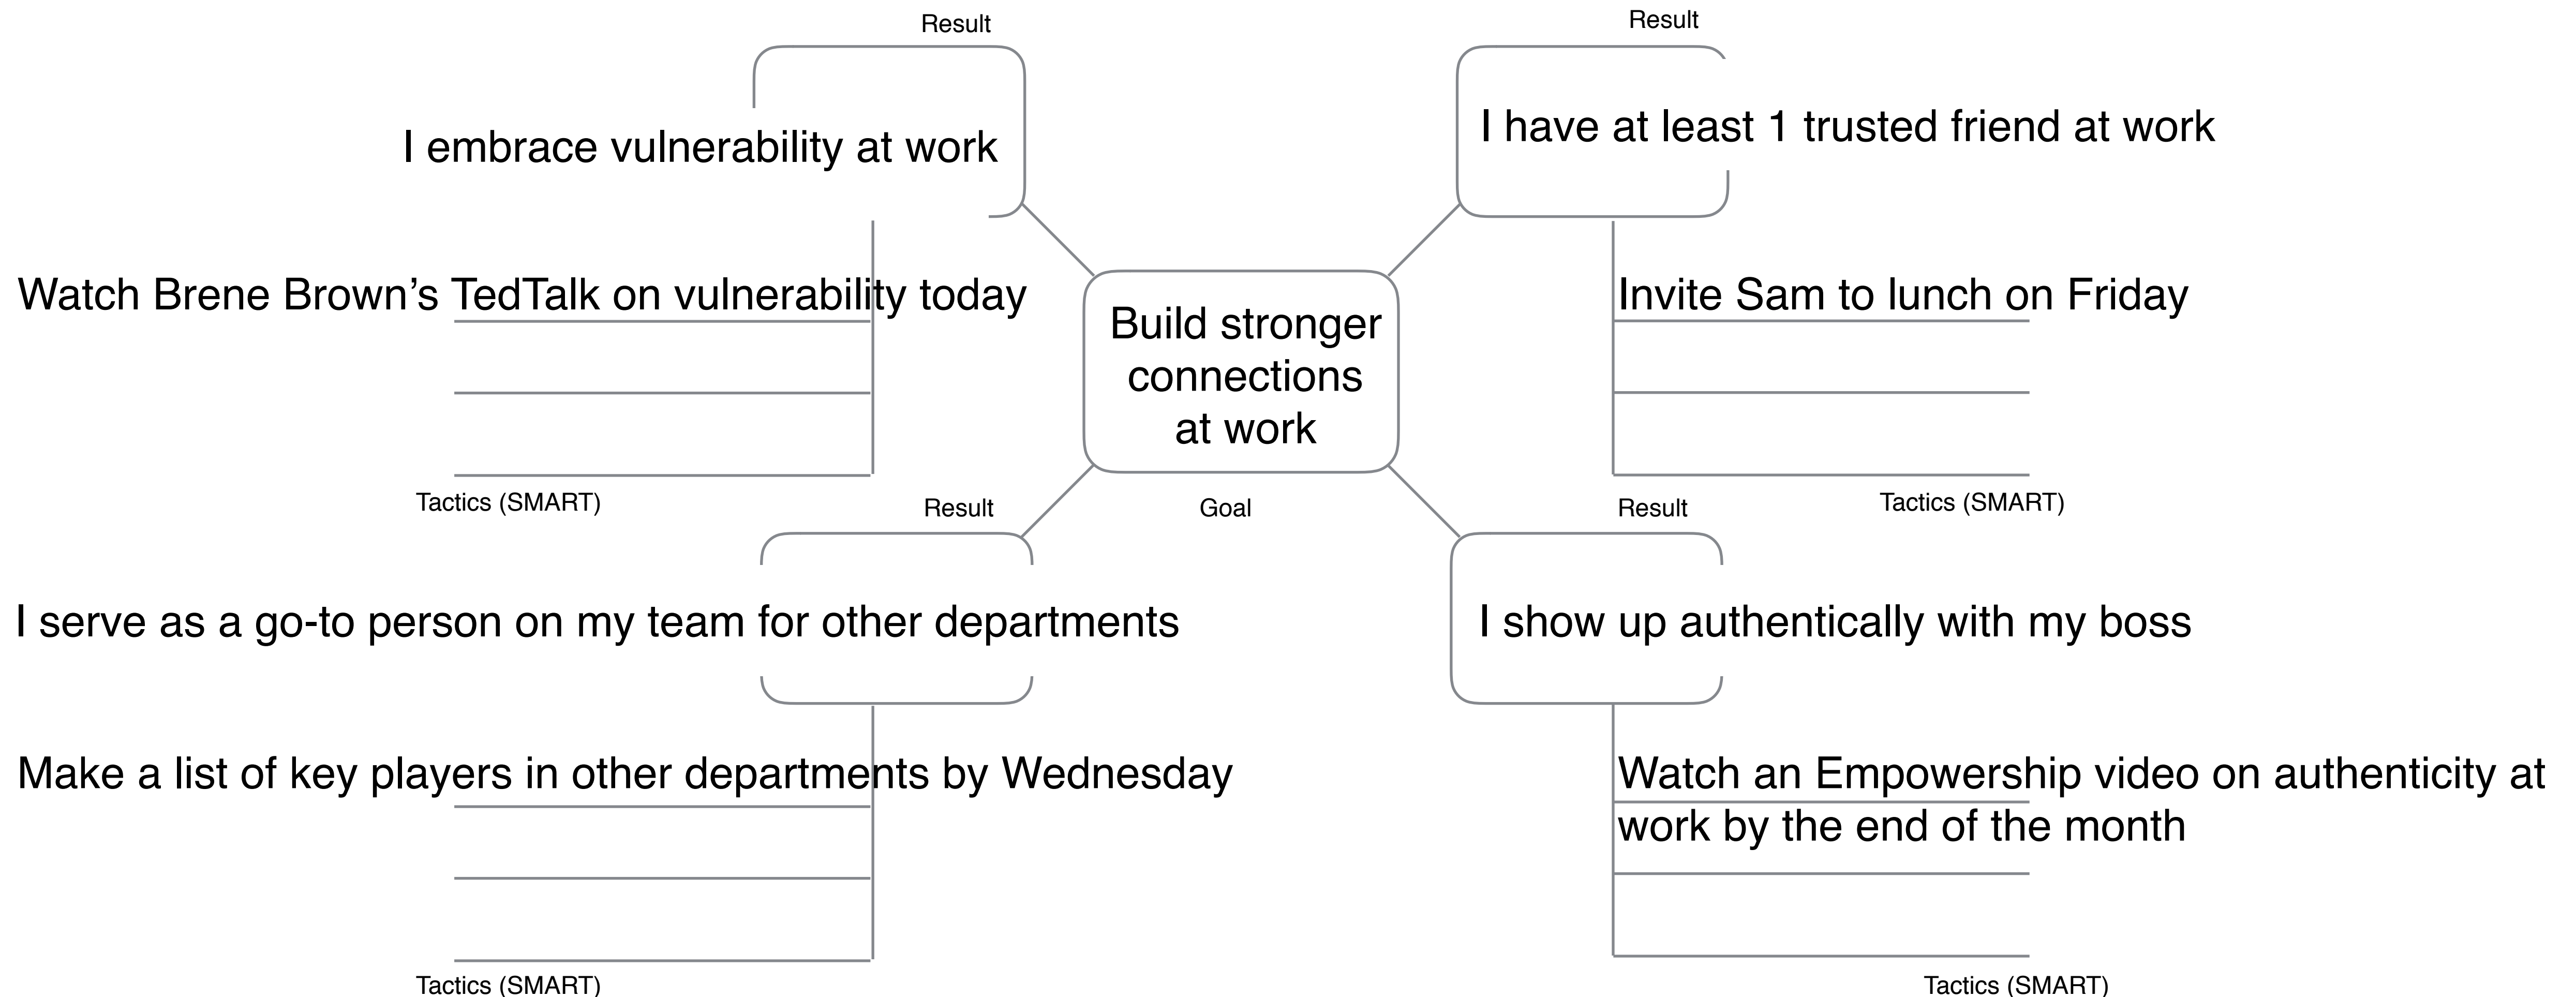 Result
Result
I embrace vulnerability at work
I have at least 1 trusted friend at work
Watch Brene Brown’s TedTalk on vulnerability today
Invite Sam to lunch on Friday
Build stronger
connections
at work
Tactics (SMART)
Tactics (SMART)
Result
Goal
Result
I serve as a go-to person on my team for other departments
I show up authentically with my boss
Make a list of key players in other departments by Wednesday
Watch an Empowership video on authenticity at
work by the end of the month
Tactics (SMART)
Tactics (SMART)